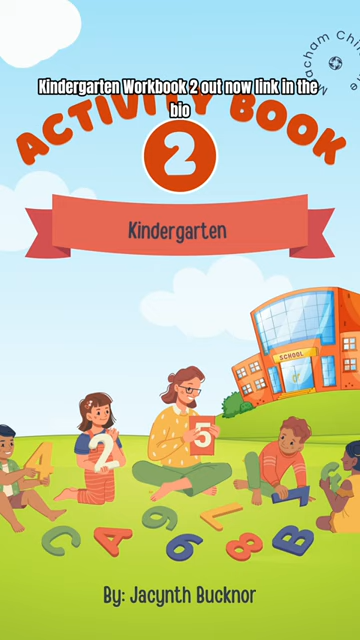 Kindergarten Workbook 2 out now link in the
bio
ACTIVITY BOOK
2
Kindergarten
SCHOOL
4
2
5
By: Jacynth Bucknor